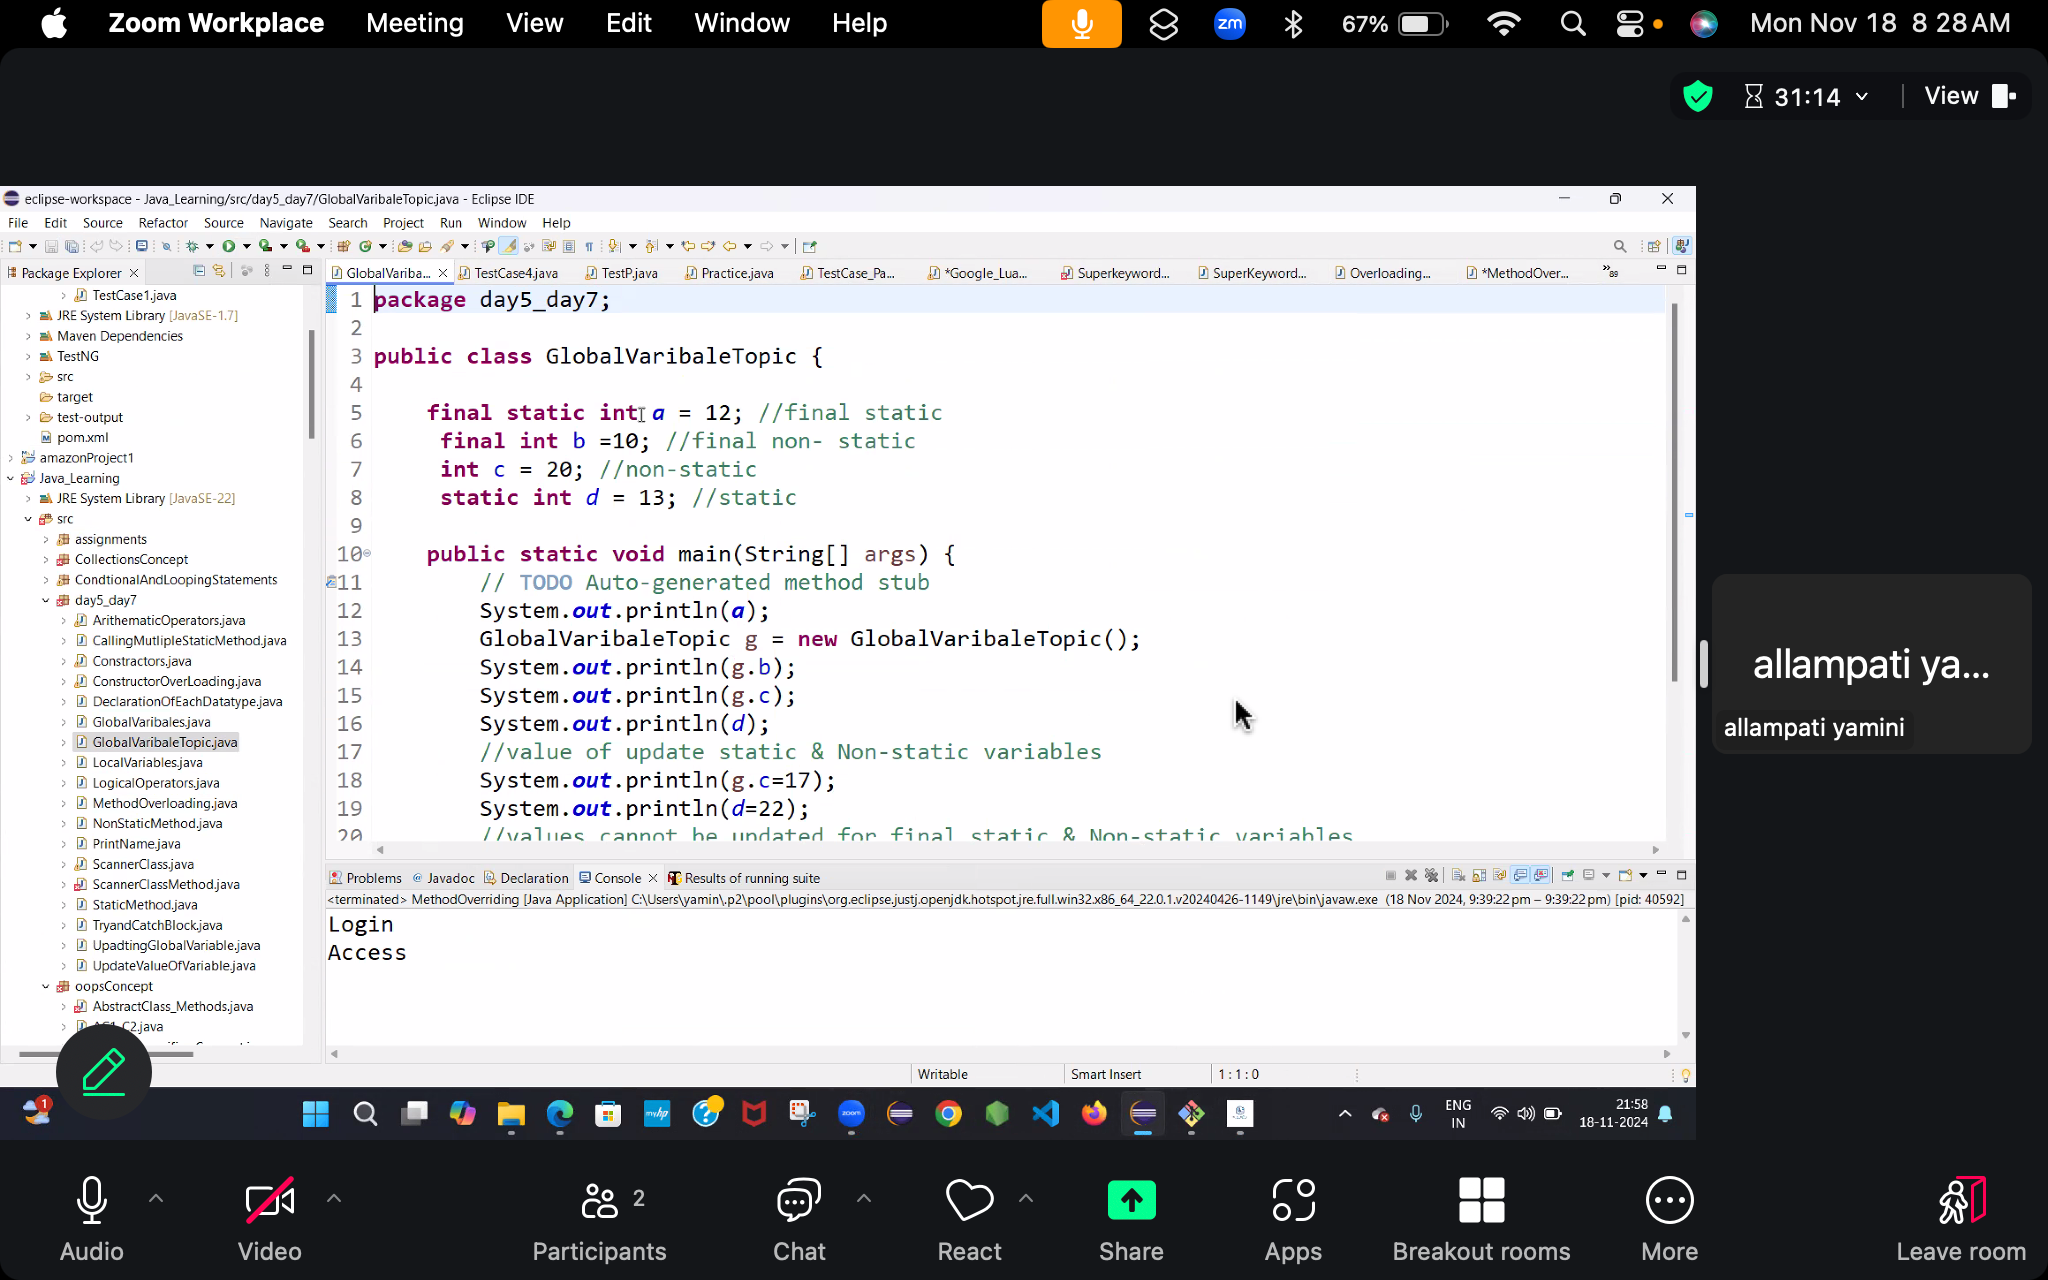 Zoom Workplace Meeting View Edit Window Help zm 67% Mon Nov 18 8 28 AM
31:14 View
eclipse-workspace - Java_Learning/src/day5_day7/GlobalVaribaleTopic.java - Eclipse IDE
File Edit Source Refactor Source Navigate Search Project Run Window Help
Package Explorer
GlobalVariba... TestCase4.java TestP.java Practice.java TestCase_Pa... *Google_Lua... Superkeyword... SuperKeyword... Overloading... *MethodOver... »89
TestCase1.java
JRE System Library [JavaSE-1.7]
Maven Dependencies
TestNG
src
target
test-output
pom.xml
amazonProject1
Java_Learning
JRE System Library [JavaSE-22]
src
assignments
CollectionsConcept
CondtionalAndLoopingStatements
day5_day7
ArithematicOperators.java
CallingMutlipleStaticMethod.java
Constractors.java
ConstructorOverLoading.java
DeclarationOfEachDatatype.java
GlobalVaribales.java
GlobalVaribaleTopic.java
LocalVariables.java
LogicalOperators.java
MethodOverloading.java
NonStaticMethod.java
PrintName.java
ScannerClass.java
ScannerClassMethod.java
StaticMethod.java
TryandCatchBlock.java
UpadtingGlobalVariable.java
UpdateValueOfVariable.java
oopsConcept
AbstractClass_Methods.java
1 package day5_day7;
2
3 public class GlobalVaribaleTopic {
4
5 final static int a = 12; //final static
6 final int b =10; //final non- static
7 int c = 20; //non-static
8 static int d = 13; //static
9
10 public static void main(String[] args) {
11 // TODO Auto-generated method stub
12 System.out.println(a);
13 GlobalVaribaleTopic g = new GlobalVaribaleTopic();
14 System.out.println(g.b);
15 System.out.println(g.c);
16 System.out.println(d);
17 //value of update static & Non-static variables
18 System.out.println(g.c=17);
19 System.out.println(d=22);
20 //values cannot be updated for final static & Non-static variables
allampati ya...
allampati yamini
Problems Javadoc Declaration Console Results of running suite
<terminated> MethodOverriding [Java Application] C:\Users\yamin\.p2\pool\plugins\org.eclipse.justj.openjdk.hotspot.jre.full.win32.x86_64_22.0.1.v20240426-1149\jre\bin\javaw.exe (18 Nov 2024, 9:39:22 pm – 9:39:22 pm) [pid: 40592]
Login
Access
Writable Smart Insert 1 : 1 : 0
1 myhp zoom ENG IN 21:58 18-11-2024
2
Audio Video Participants Chat React Share Apps Breakout rooms More Leave room